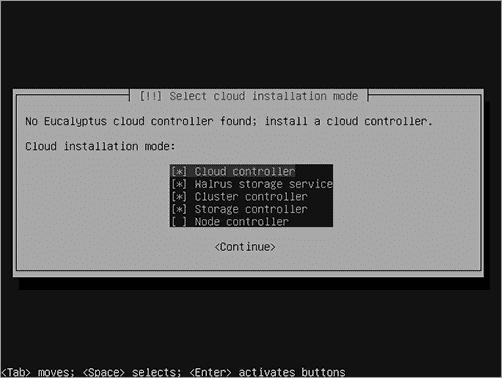 [!!] Select cloud installation mode
No Eucalyptus cloud controller found; install a cloud controller.
Cloud installation mode:
[*] Cloud controller
[*] Walrus storage service
[*] Cluster controller
[*] Storage controller
[ ] Node controller
<Continue>
<Tab> moves; <Space> selects; <Enter> activates buttons